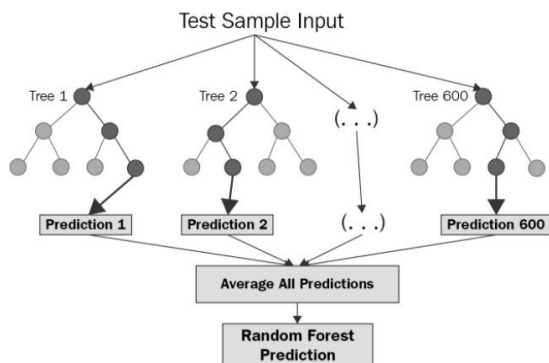 Test Sample Input
Tree 1
Tree 2
(. . .)
Tree 600
Prediction 1
Prediction 2
(. . .)
Prediction 600
Average All Predictions
Random Forest
Prediction